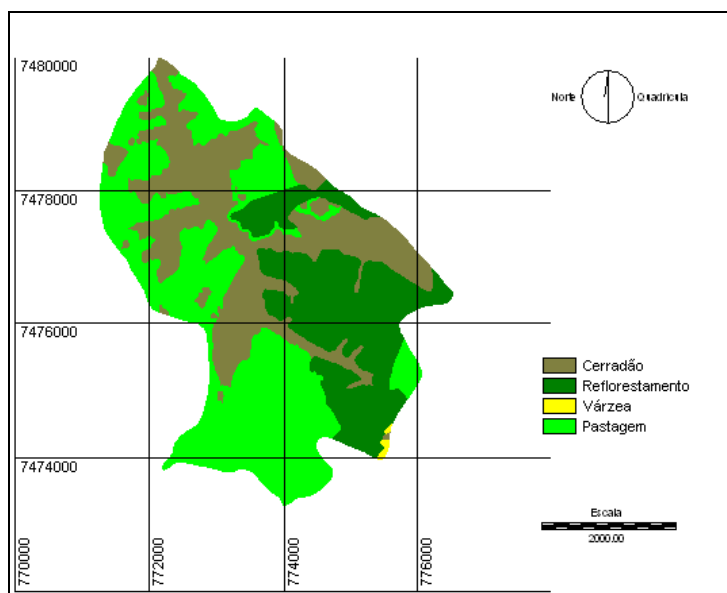 7480000
Norte
Quadrícula
7478000
7476000
Cerradão
Reflorestamento
Várzea
Pastagem
7474000
Escala
2000.00
770000
772000
774000
776000